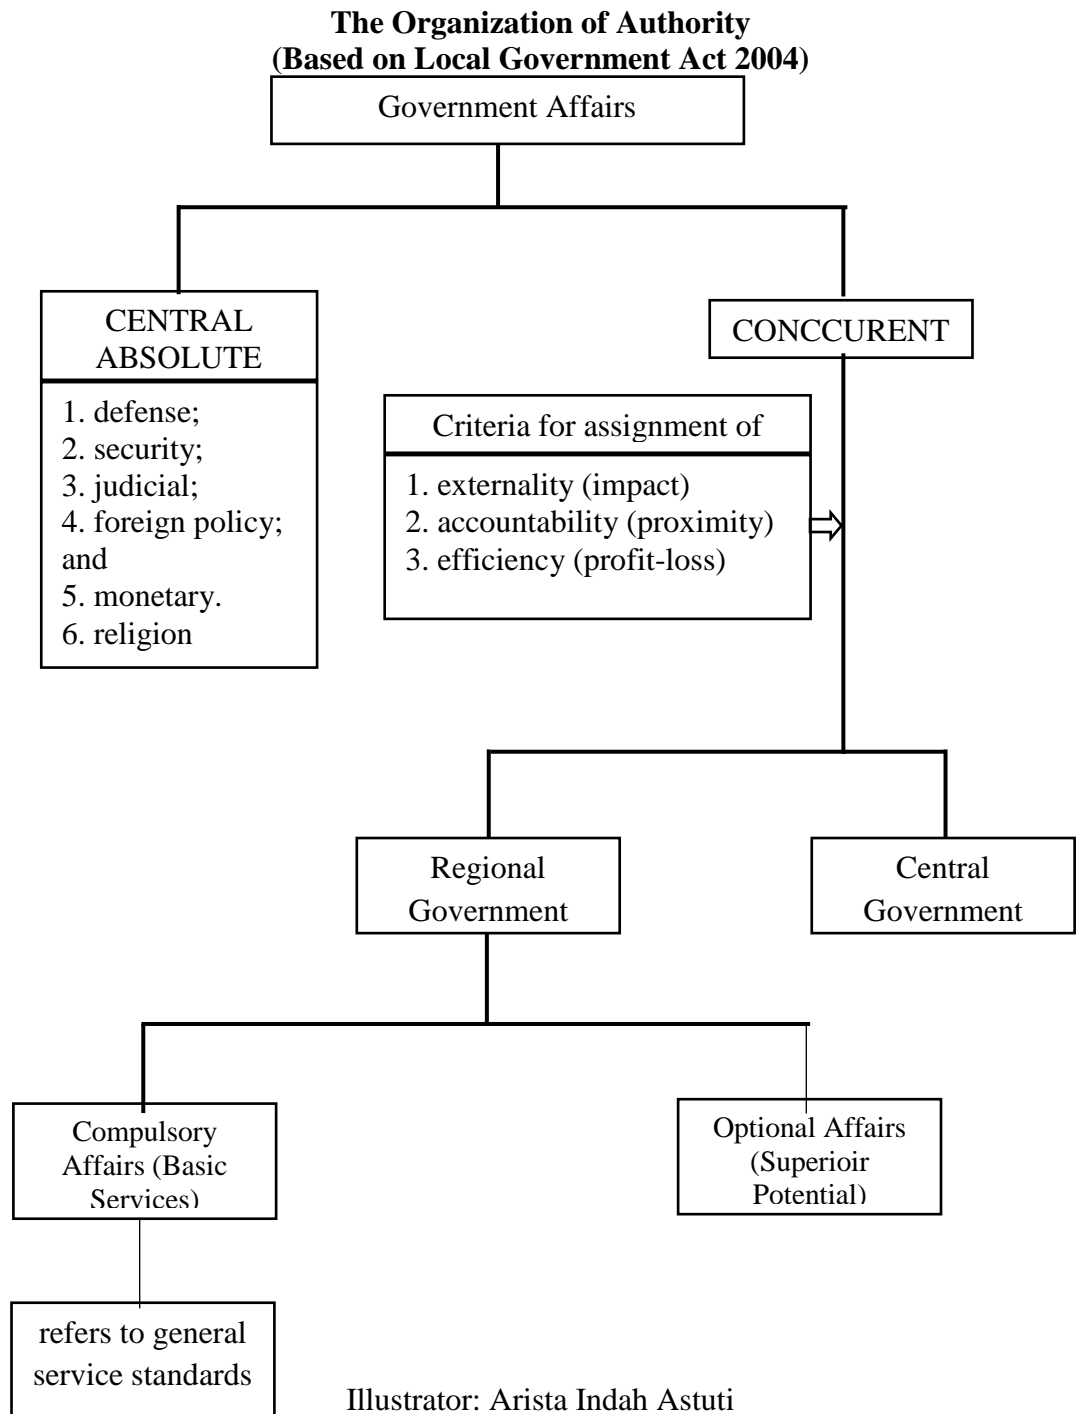 The Organization of Authority
(Based on Local Government Act 2004)
Government Affairs
CENTRAL
ABSOLUTE
1. defense;
2. security;
3. judicial;
4. foreign policy;
and
5. monetary.
6. religion
CONCCURENT
Criteria for assignment of
1. externality (impact)
2. accountability (proximity)
3. efficiency (profit-loss)
Regional
Government
Central
Government
Compulsory
Affairs (Basic
Services)
Optional Affairs
(Superioir
Potential)
refers to general
service standards
Illustrator: Arista Indah Astuti